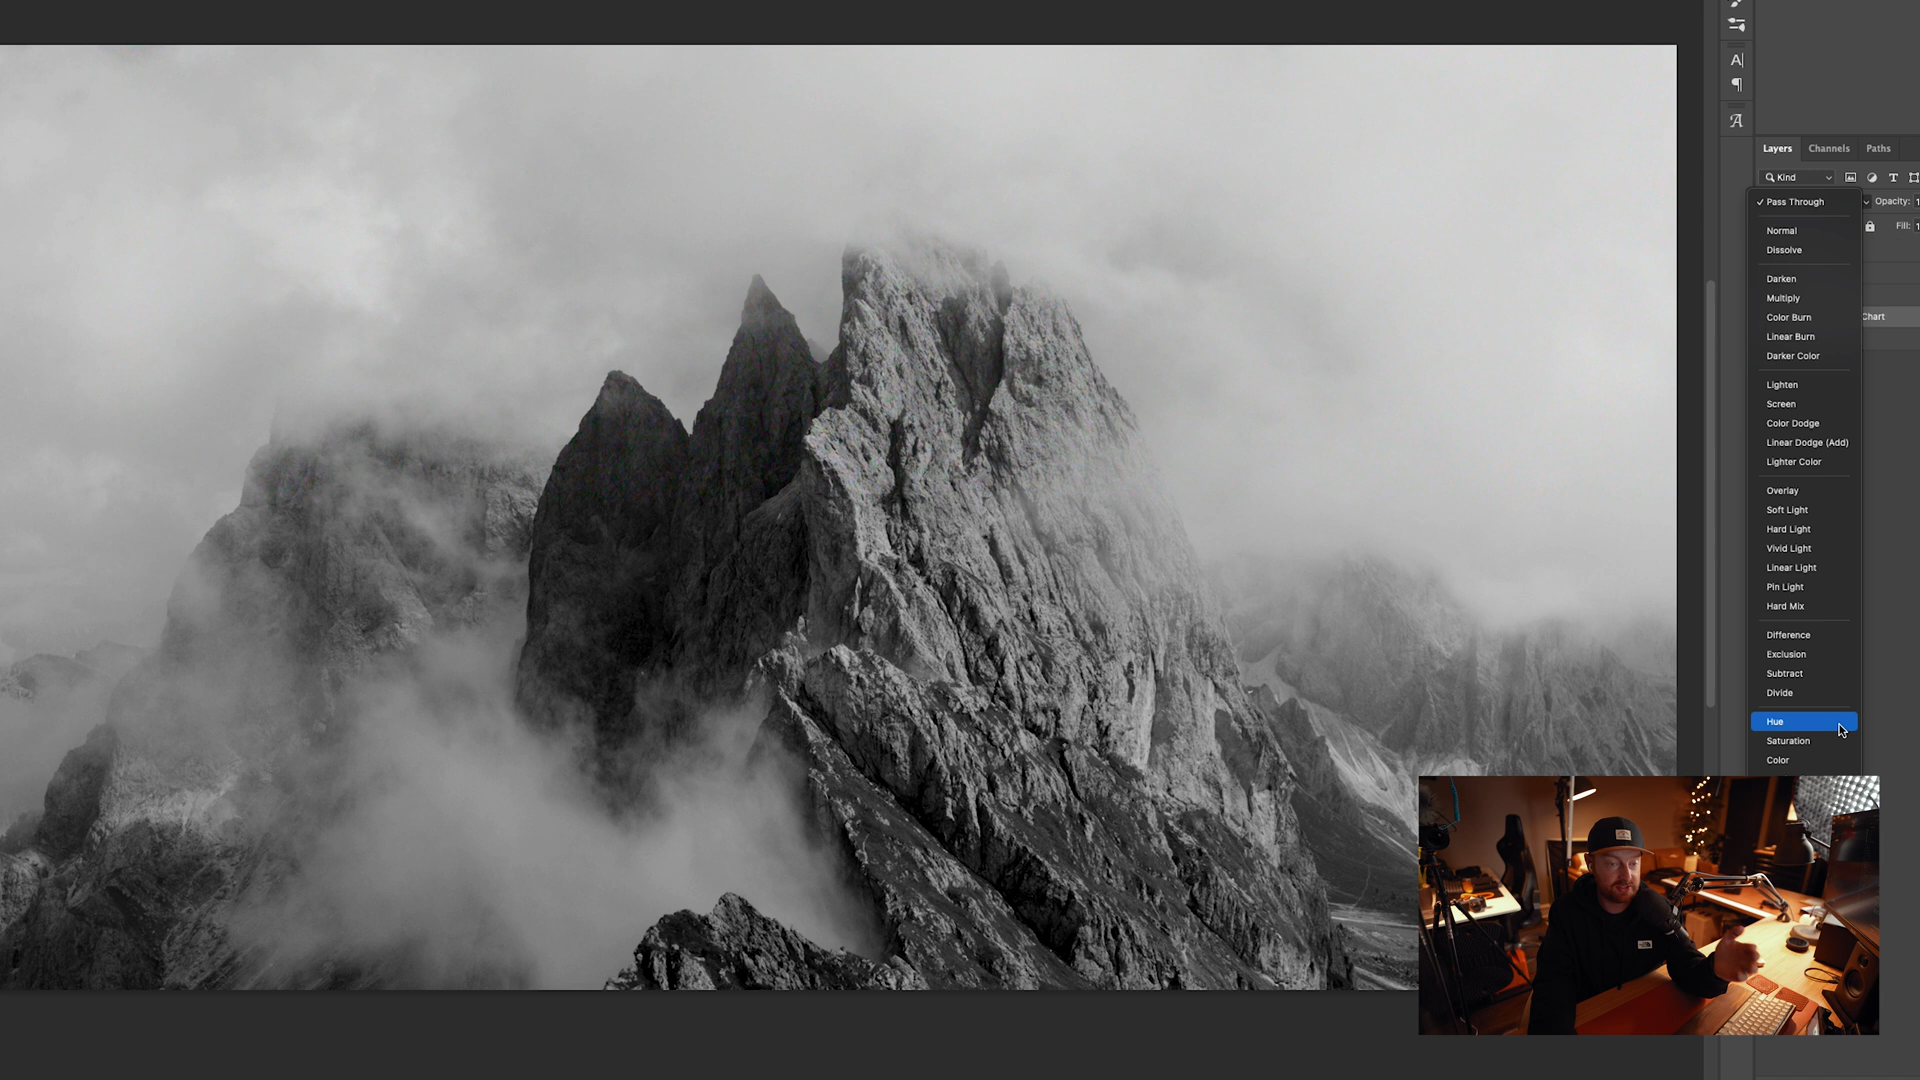 A|
Layers Channels Paths
Kind T
✓ Pass Through Opacity: 1
Normal Fill: 1
Dissolve
Darken
Multiply
Color Burn Chart
Linear Burn
Darker Color
Lighten
Screen
Color Dodge
Linear Dodge (Add)
Lighter Color
Overlay
Soft Light
Hard Light
Vivid Light
Linear Light
Pin Light
Hard Mix
Difference
Exclusion
Subtract
Divide
Hue
Saturation
Color